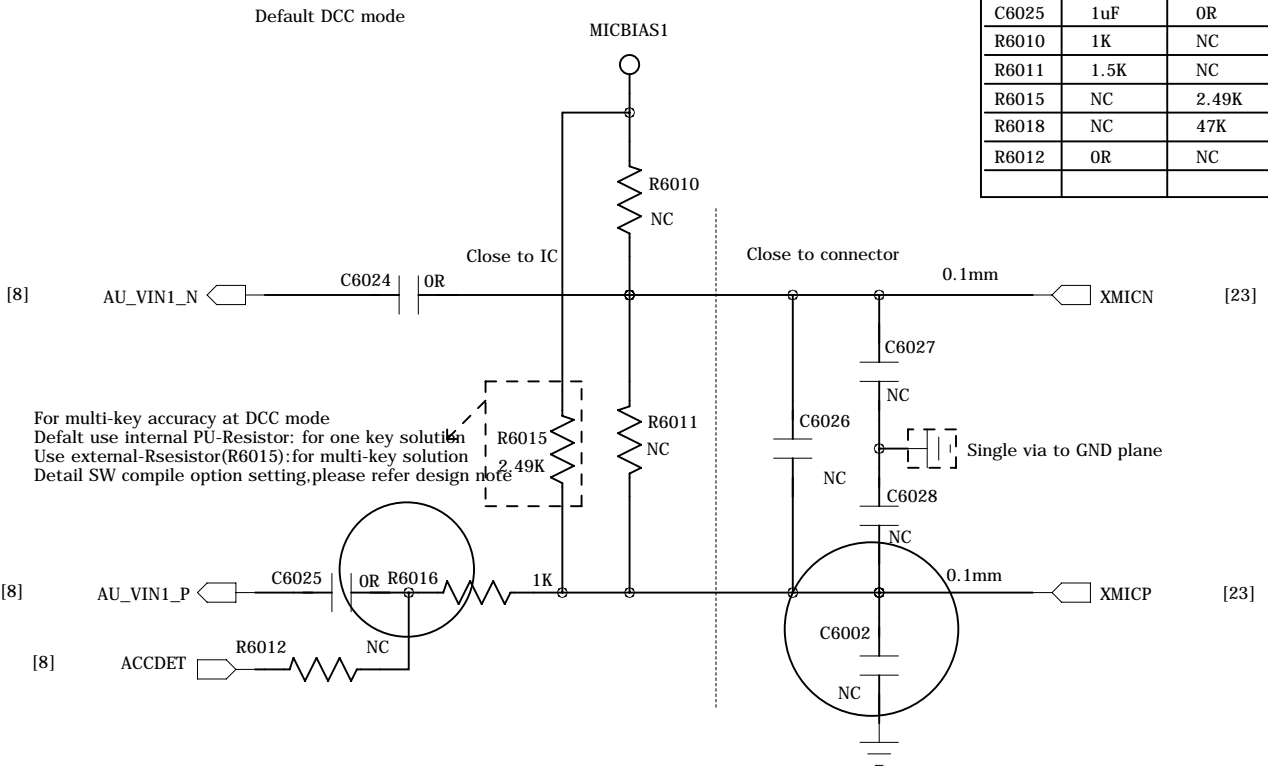 Default DCC mode
MICBIAS1
C6025 1uF 0R
R6010 1K NC
R6011 1.5K NC
R6015 NC 2.49K
R6018 NC 47K
R6012 0R NC
R6010
NC
Close to IC
Close to connector
[8] AU_VIN1_N
C6024 0R
0.1mm
XMICN [23]
C6027
NC
For multi-key accuracy at DCC mode
Defalt use internal PU-Resistor: for one key solution
Use external-Rsesistor(R6015):for multi-key solution
Detail SW compile option setting,please refer design note
R6015
2.49K
R6011
NC
C6026
NC
Single via to GND plane
C6028
NC
[8] AU_VIN1_P
C6025 0R R6016 1K
0.1mm
XMICP [23]
C6002
NC
[8] ACCDET
R6012 NC